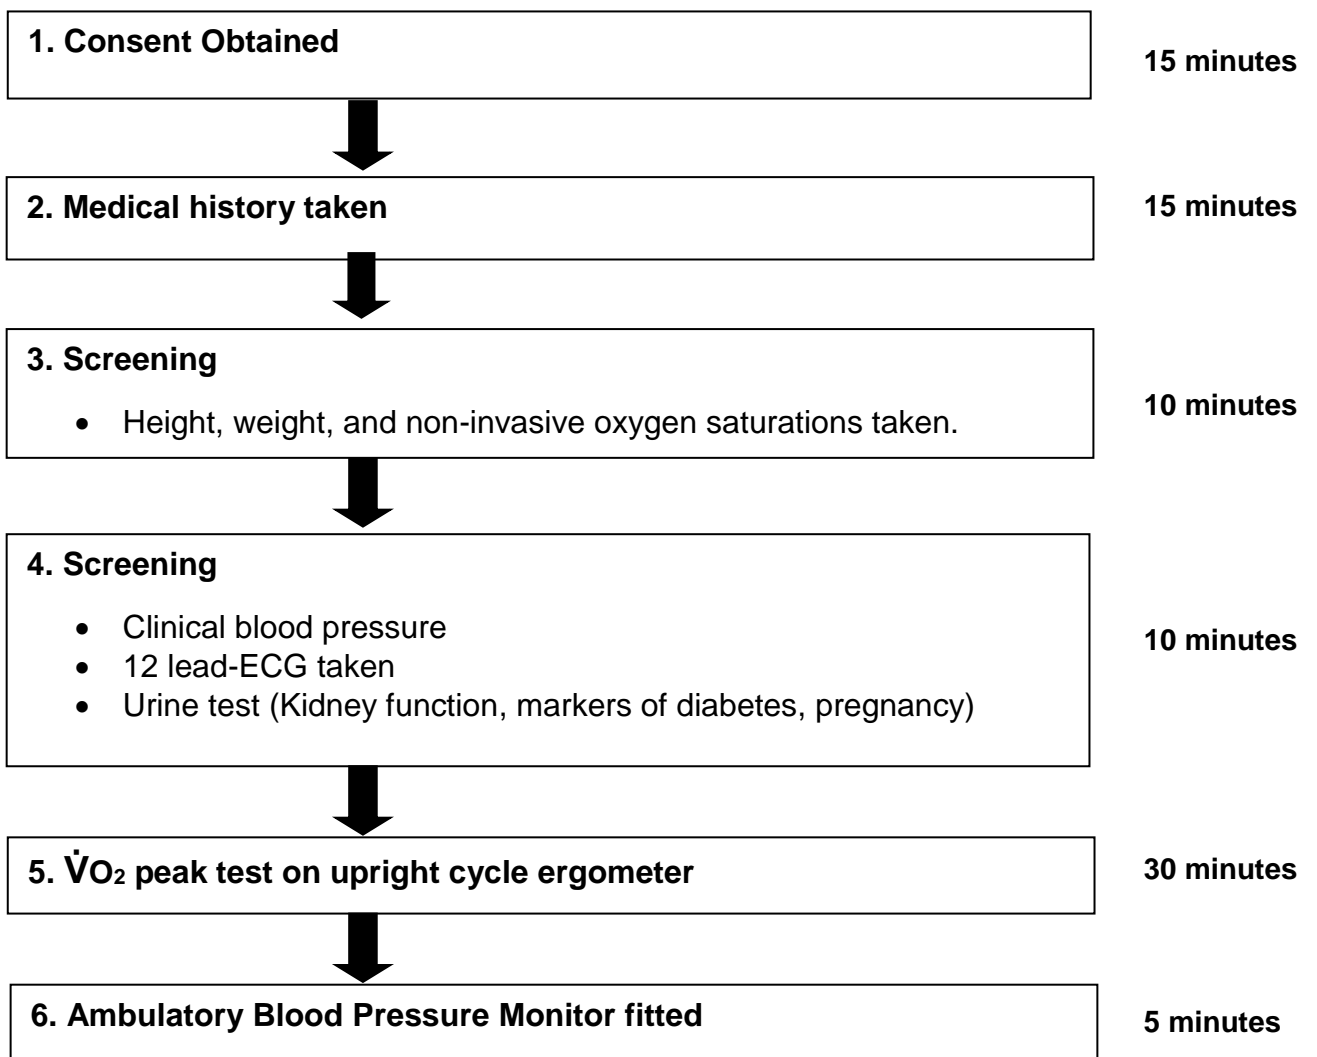 1. Consent Obtained
15 minutes
2. Medical history taken
15 minutes
3. Screening
• Height, weight, and non-invasive oxygen saturations taken.
10 minutes
4. Screening
• Clinical blood pressure
• 12 lead-ECG taken
• Urine test (Kidney function, markers of diabetes, pregnancy)
10 minutes
5. V̇O₂ peak test on upright cycle ergometer
30 minutes
6. Ambulatory Blood Pressure Monitor fitted
5 minutes